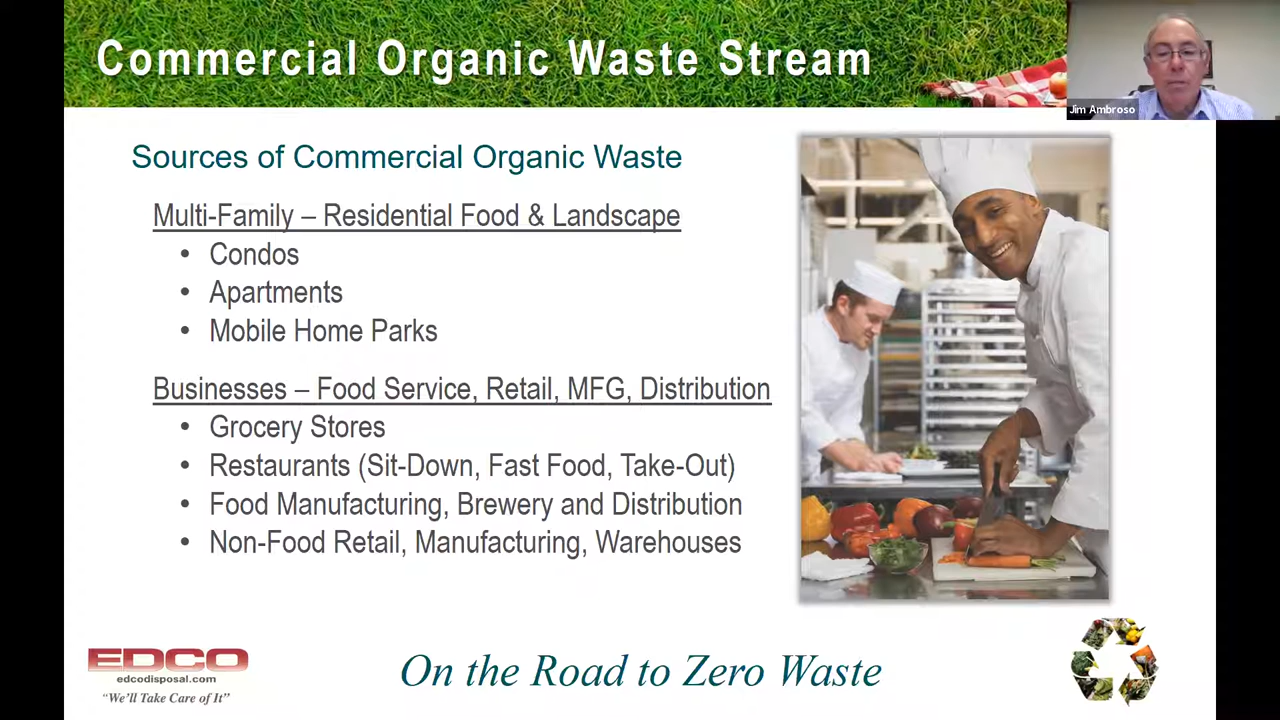 Commercial Organic Waste Stream
Jim Ambroso
Sources of Commercial Organic Waste
Multi-Family – Residential Food & Landscape
• Condos
• Apartments
• Mobile Home Parks
Businesses – Food Service, Retail, MFG, Distribution
• Grocery Stores
• Restaurants (Sit-Down, Fast Food, Take-Out)
• Food Manufacturing, Brewery and Distribution
• Non-Food Retail, Manufacturing, Warehouses
EDCO
edcodisposal.com
“We’ll Take Care of It”
On the Road to Zero Waste